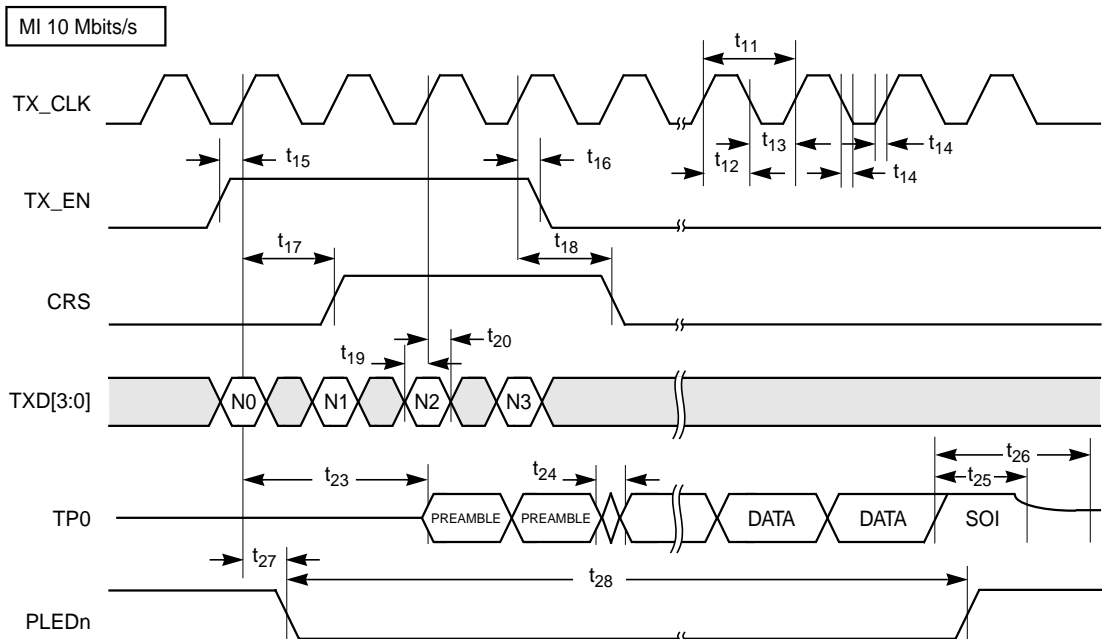 MI 10 Mbits/s
t11
TX_CLK
t15
t16
t12
t13
t14
t14
TX_EN
t17
t18
CRS
t19
t20
TXD[3:0]
N0
N1
N2
N3
t23
t24
t26
t25
TP0
PREAMBLE
PREAMBLE
DATA
DATA
SOI
t27
t28
PLEDn